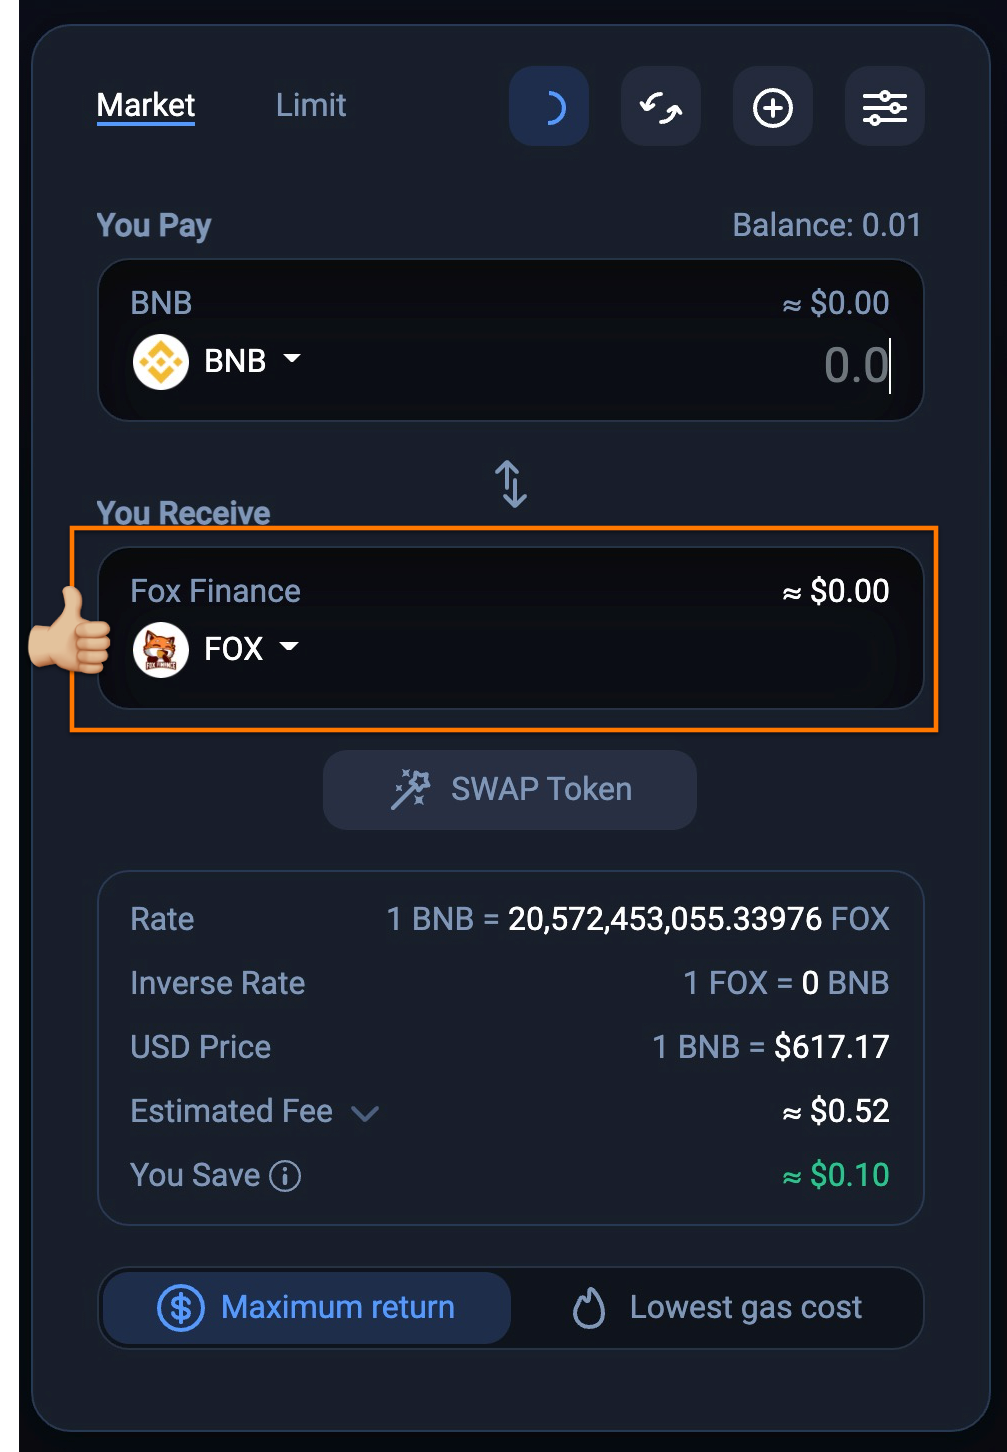 Market Limit
You Pay Balance: 0.01
BNB ≈ $0.00
BNB 0.0
You Receive
Fox Finance ≈ $0.00
FOX FINANCE
FOX
SWAP Token
Rate 1 BNB = 20,572,453,055.33976 FOX
Inverse Rate 1 FOX = 0 BNB
USD Price 1 BNB = $617.17
Estimated Fee ≈ $0.52
You Save ≈ $0.10
Maximum return Lowest gas cost